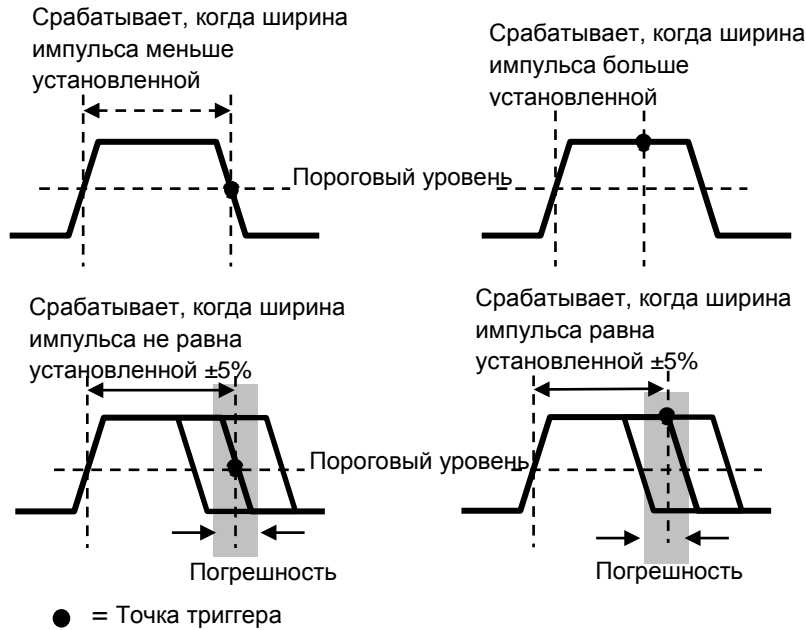 Срабатывает, когда ширина
импульса меньше
установленной
Срабатывает, когда ширина
импульса больше
установленной
Пороговый уровень
Срабатывает, когда ширина
импульса не равна
установленной ±5%
Срабатывает, когда ширина
импульса равна
установленной ±5%
Пороговый уровень
Погрешность
Погрешность
= Точка триггера